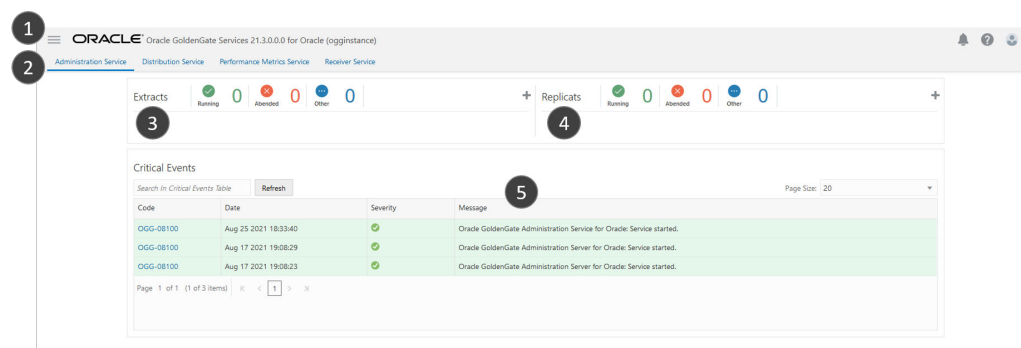 1
ORACLE Oracle GoldenGate Services 21.3.0.0.0 for Oracle (ogginstance)
2
Administration Service Distribution Service Performance Metrics Service Receiver Service
Extracts Running 0 Abended 0 Other 0 + Replicats Running 0 Abended 0 Other 0 +
3 4
Critical Events
Search In Critical Events Table Refresh 5 Page Size: 20
Code Date Severity Message
OGG-08100 Aug 25 2021 18:33:40 Oracle GoldenGate Administration Service for Oracle: Service started.
OGG-08100 Aug 17 2021 19:08:29 Oracle GoldenGate Administration Server for Oracle: Service started.
OGG-08100 Aug 17 2021 19:08:23 Oracle GoldenGate Administration Server for Oracle: Service started.
Page 1 of 1 (1 of 3 items) 1